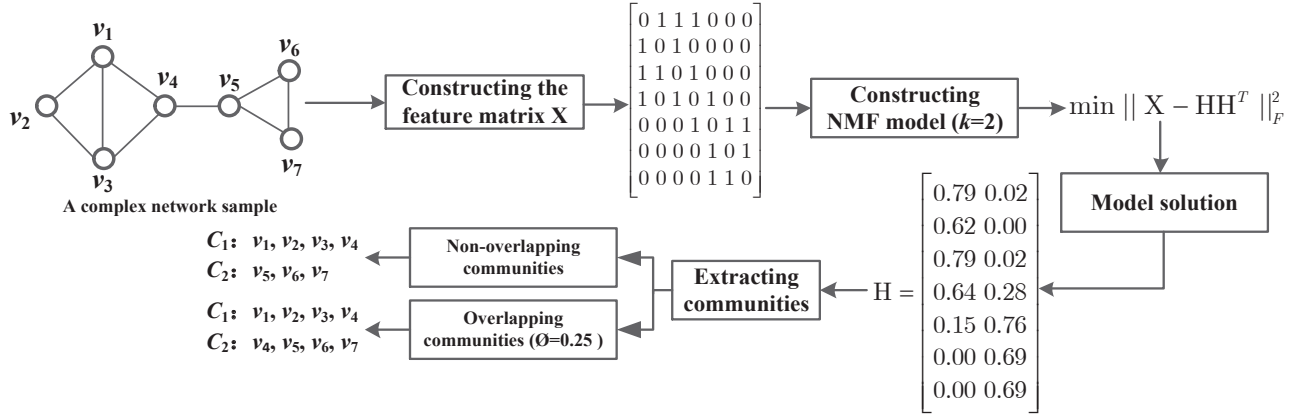 v₁
v₂
v₃
v₄
v₅
v₆
v₇
A complex network sample
Constructing the
feature matrix X
0 1 1 1 0 0 0
1 0 1 0 0 0 0
1 1 0 1 0 0 0
1 0 1 0 1 0 0
0 0 0 1 0 1 1
0 0 0 0 1 0 1
0 0 0 0 1 1 0
Constructing
NMF model (k=2)
min || X − HHᵀ ||²_F
Model solution
H =
0.79 0.02
0.62 0.00
0.79 0.02
0.64 0.28
0.15 0.76
0.00 0.69
0.00 0.69
Extracting
communities
Non-overlapping
communities
C₁: v₁, v₂, v₃, v₄
C₂: v₅, v₆, v₇
Overlapping
communities (Ø=0.25 )
C₁: v₁, v₂, v₃, v₄
C₂: v₄, v₅, v₆, v₇